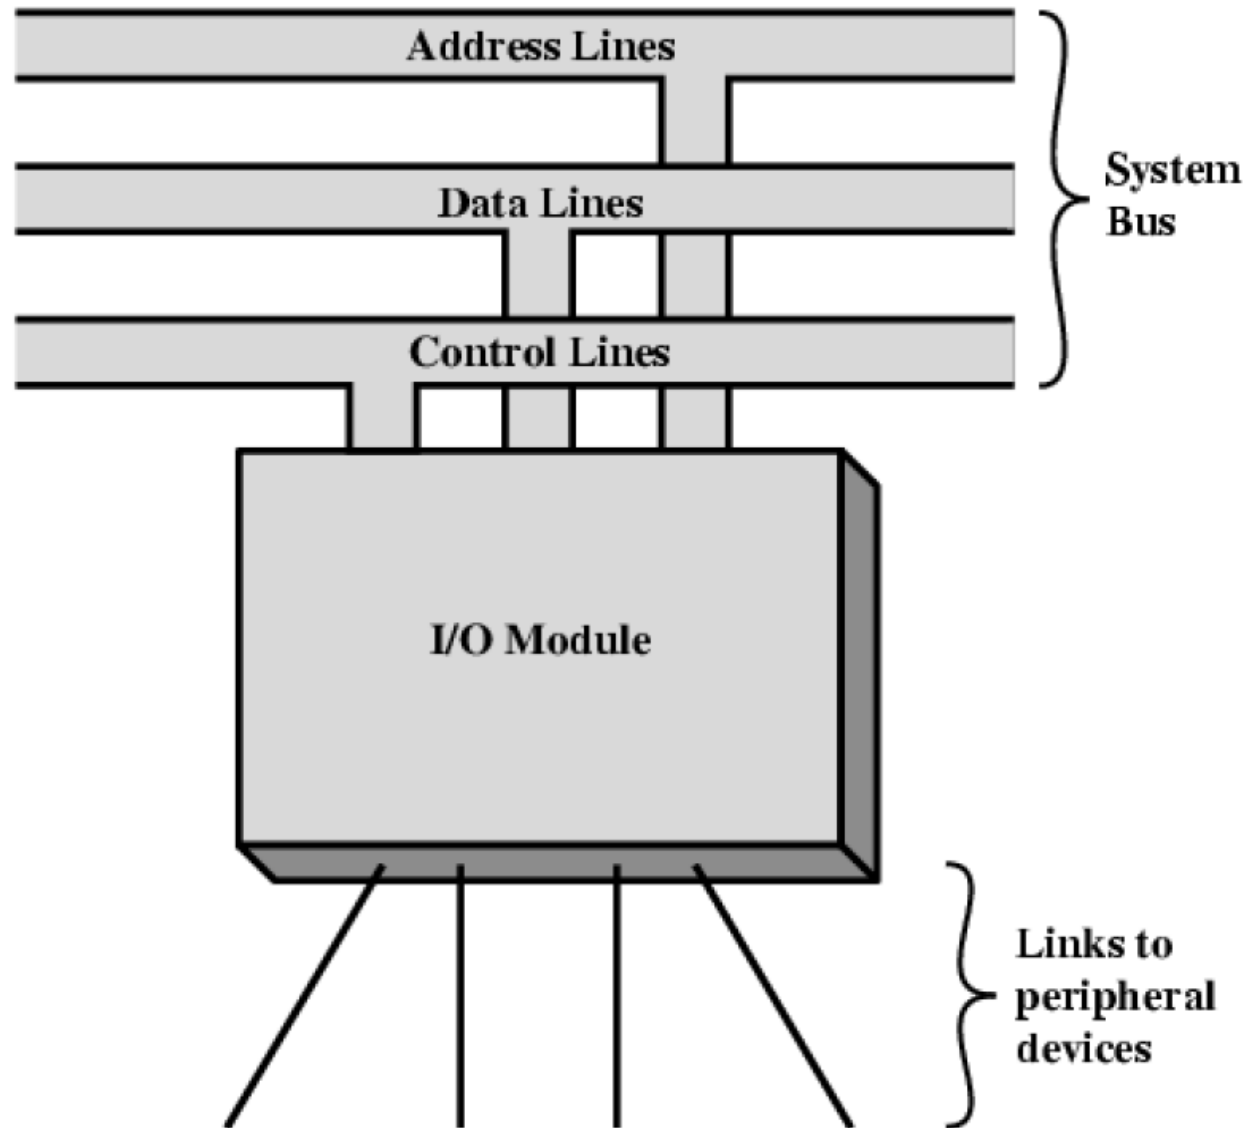 Address Lines
Data Lines
Control Lines
System
Bus
I/O Module
Links to
peripheral
devices